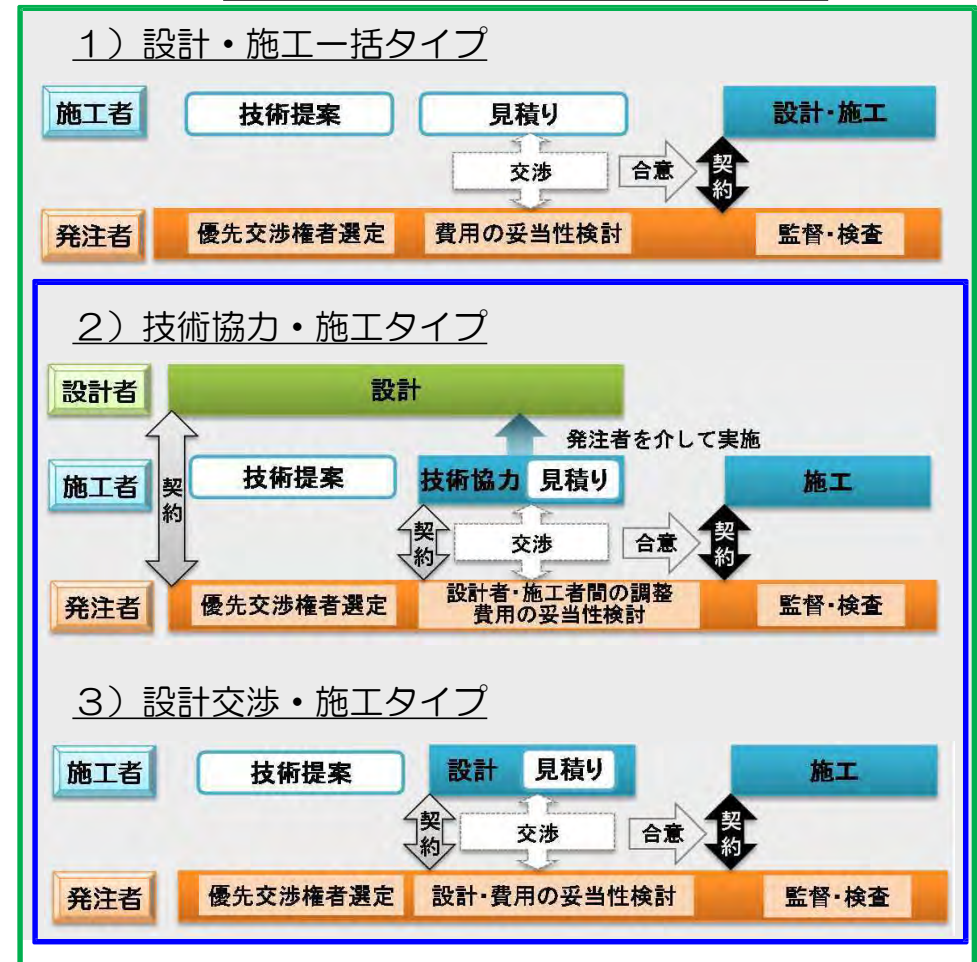 １）設計・施工一括タイプ
施工者
技術提案
見積り
設計・施工
交渉
合意
契約
発注者
優先交渉権者選定
費用の妥当性検討
監督・検査
２）技術協力・施工タイプ
設計者
設計
発注者を介して実施
施工者
契約
技術提案
技術協力
見積り
施工
契約
交渉
合意
契約
発注者
優先交渉権者選定
設計者・施工者間の調整
費用の妥当性検討
監督・検査
３）設計交渉・施工タイプ
施工者
技術提案
設計
見積り
施工
契約
交渉
合意
契約
発注者
優先交渉権者選定
設計・費用の妥当性検討
監督・検査